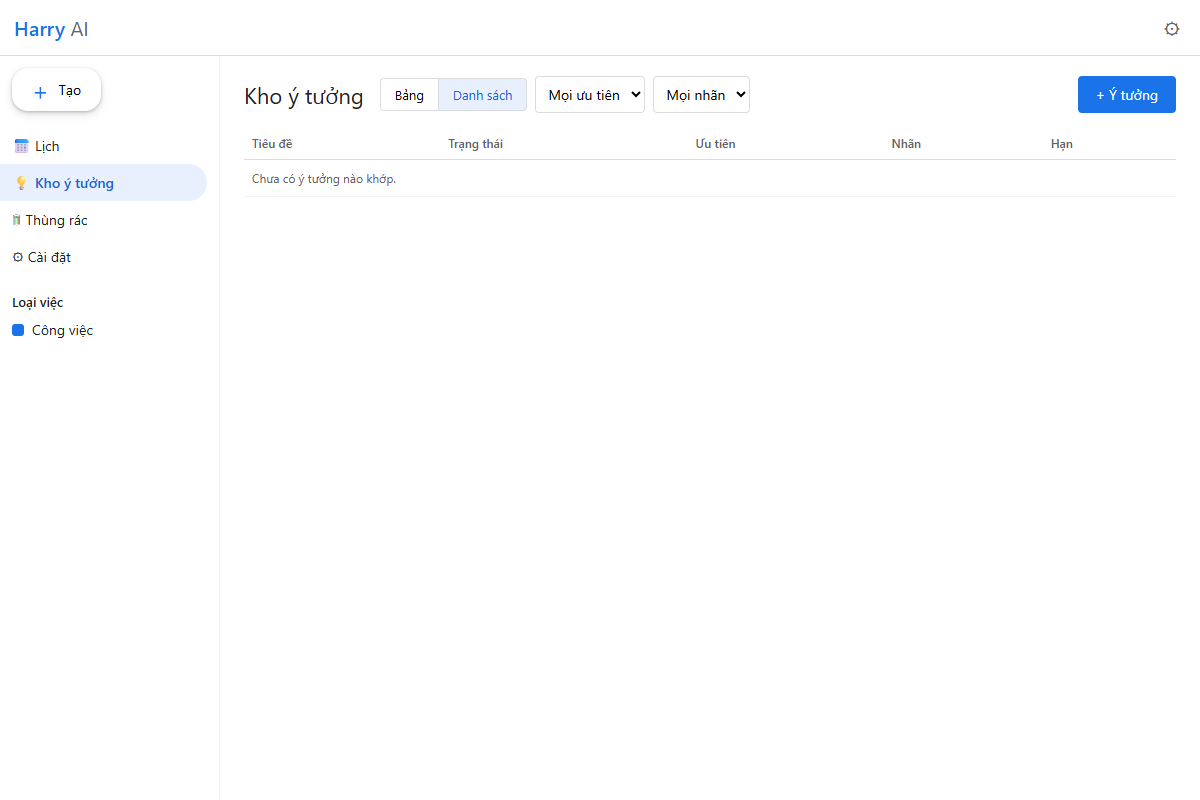 Harry AI
+ Tạo
Lịch
Kho ý tưởng
Thùng rác
Cài đặt
Loại việc
Công việc
Kho ý tưởng Bảng Danh sách Mọi ưu tiên Mọi nhãn + Ý tưởng
Tiêu đề Trạng thái Ưu tiên Nhãn Hạn
Chưa có ý tưởng nào khớp.